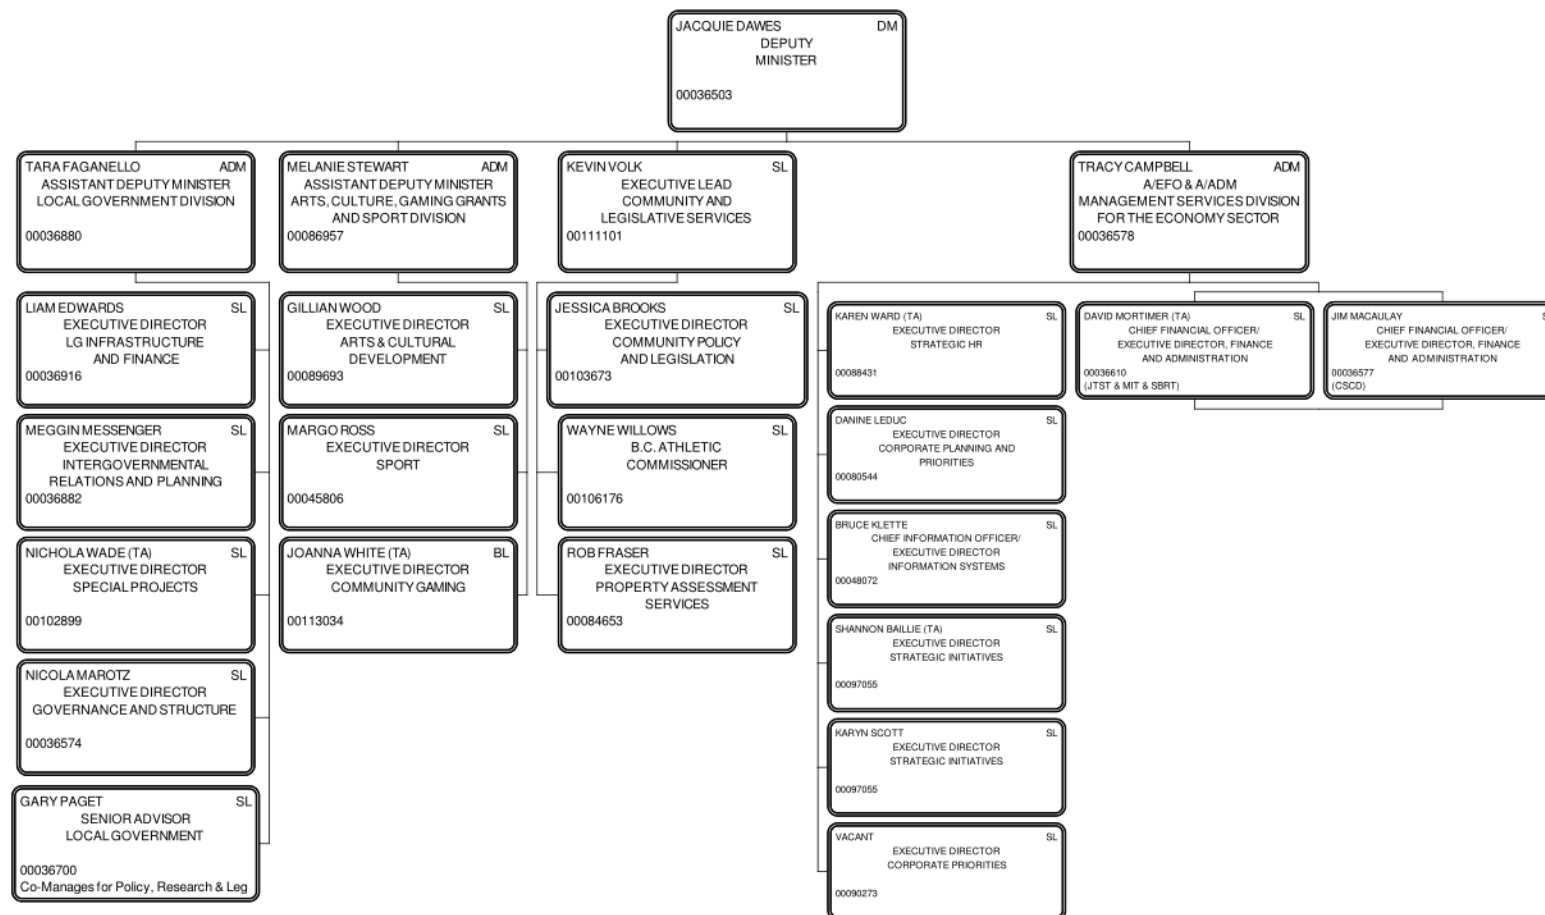 JACQUIE DAWES DM
DEPUTY
MINISTER
00036503
TARA FAGANELLO ADM
ASSISTANT DEPUTY MINISTER
LOCAL GOVERNMENT DIVISION
00036880
MELANIE STEWART ADM
ASSISTANT DEPUTY MINISTER
ARTS, CULTURE, GAMING GRANTS
AND SPORT DIVISION
00086957
KEVIN VOLK SL
EXECUTIVE LEAD
COMMUNITY AND
LEGISLATIVE SERVICES
00111101
TRACY CAMPBELL ADM
A/EFO & A/ADM
MANAGEMENT SERVICES DIVISION
FOR THE ECONOMY SECTOR
00036578
LIAM EDWARDS SL
EXECUTIVE DIRECTOR
LG INFRASTRUCTURE
AND FINANCE
00036916
MEGGIN MESSENGER SL
EXECUTIVE DIRECTOR
INTERGOVERNMENTAL
RELATIONS AND PLANNING
00036882
NICHOLA WADE (TA) SL
EXECUTIVE DIRECTOR
SPECIAL PROJECTS
00102899
NICOLA MAROTZ SL
EXECUTIVE DIRECTOR
GOVERNANCE AND STRUCTURE
00036574
GARY PAGET SL
SENIOR ADVISOR
LOCAL GOVERNMENT
00036700
Co-Manages for Policy, Research & Leg
GILLIAN WOOD SL
EXECUTIVE DIRECTOR
ARTS & CULTURAL
DEVELOPMENT
00089693
MARGO ROSS SL
EXECUTIVE DIRECTOR
SPORT
00045806
JOANNA WHITE (TA) BL
EXECUTIVE DIRECTOR
COMMUNITY GAMING
00113034
JESSICA BROOKS SL
EXECUTIVE DIRECTOR
COMMUNITY POLICY
AND LEGISLATION
00103673
WAYNE WILLOWS SL
B.C. ATHLETIC
COMMISSIONER
00106176
ROB FRASER SL
EXECUTIVE DIRECTOR
PROPERTY ASSESSMENT
SERVICES
00084653
KAREN WARD (TA) SL
EXECUTIVE DIRECTOR
STRATEGIC HR
00088431
DANINE LEDUC SL
EXECUTIVE DIRECTOR
CORPORATE PLANNING AND
PRIORITIES
00080544
BRUCE KLETTE SL
CHIEF INFORMATION OFFICER/
EXECUTIVE DIRECTOR
INFORMATION SYSTEMS
00048072
SHANNON BAILLIE (TA) SL
EXECUTIVE DIRECTOR
STRATEGIC INITIATIVES
00097055
KARYN SCOTT SL
EXECUTIVE DIRECTOR
STRATEGIC INITIATIVES
00097055
VACANT SL
EXECUTIVE DIRECTOR
CORPORATE PRIORITIES
00090273
DAVID MORTIMER (TA) SL
CHIEF FINANCIAL OFFICER/
EXECUTIVE DIRECTOR, FINANCE
AND ADMINISTRATION
00036610
(JTST & MIT & SBRT)
JIM MACAULAY
CHIEF FINANCIAL OFFICER/
EXECUTIVE DIRECTOR, FINANCE
AND ADMINISTRATION
00036577
(CSCD)